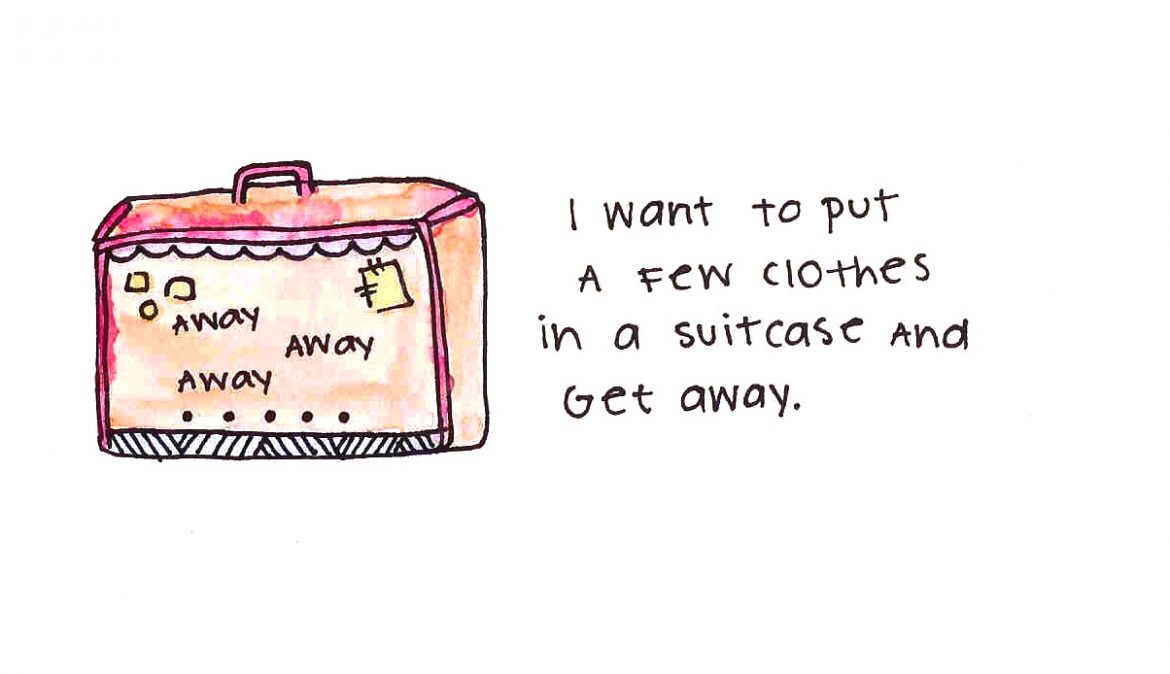 AWAY
AWAY
AWAY
I want to put
A FEW clothes
in a suitcase And
Get away.